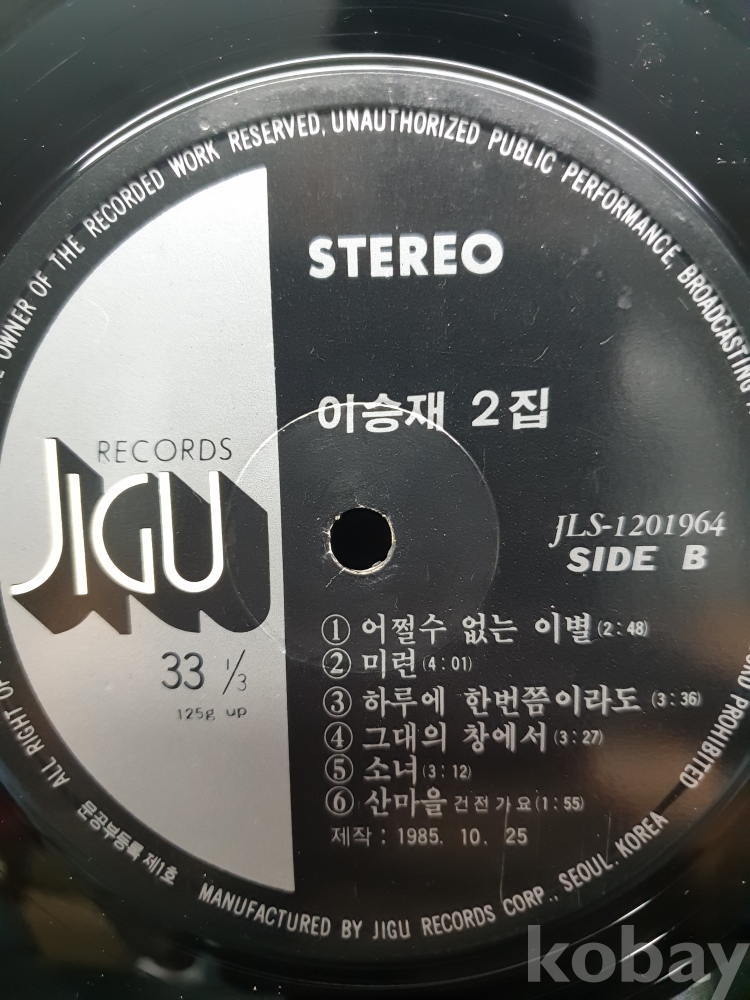 OWNER OF THE RECORDED WORK RESERVED, UNAUTHORIZED PUBLIC PERFORMANCE, BROADCASTING
STEREO
이승재 2집
RECORDS
JIGU
JLS-1201964
SIDE B
33 1/3
125g up
① 어쩔수 없는 이별 (2:48)
② 미련 (4:01)
③ 하루에 한번쯤이라도 (3:36)
④ 그대의 창에서 (3:27)
⑤ 소녀 (3:12)
⑥ 산마을 건전가요 (1:55)
제작 : 1985. 10. 25
PROHIBITED
ALL RIGHT OF
문공부등록 제1호
MANUFACTURED BY JIGU RECORDS CORP., SEOUL, KOREA
kobay